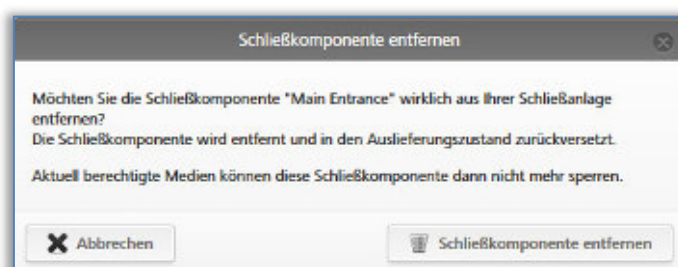 Schließkomponente entfernen
Möchten Sie die Schließkomponente "Main Entrance" wirklich aus Ihrer Schließanlage
entfernen?
Die Schließkomponente wird entfernt und in den Auslieferungszustand zurückversetzt.
Aktuell berechtigte Medien können diese Schließkomponente dann nicht mehr sperren.
Abbrechen
Schließkomponente entfernen